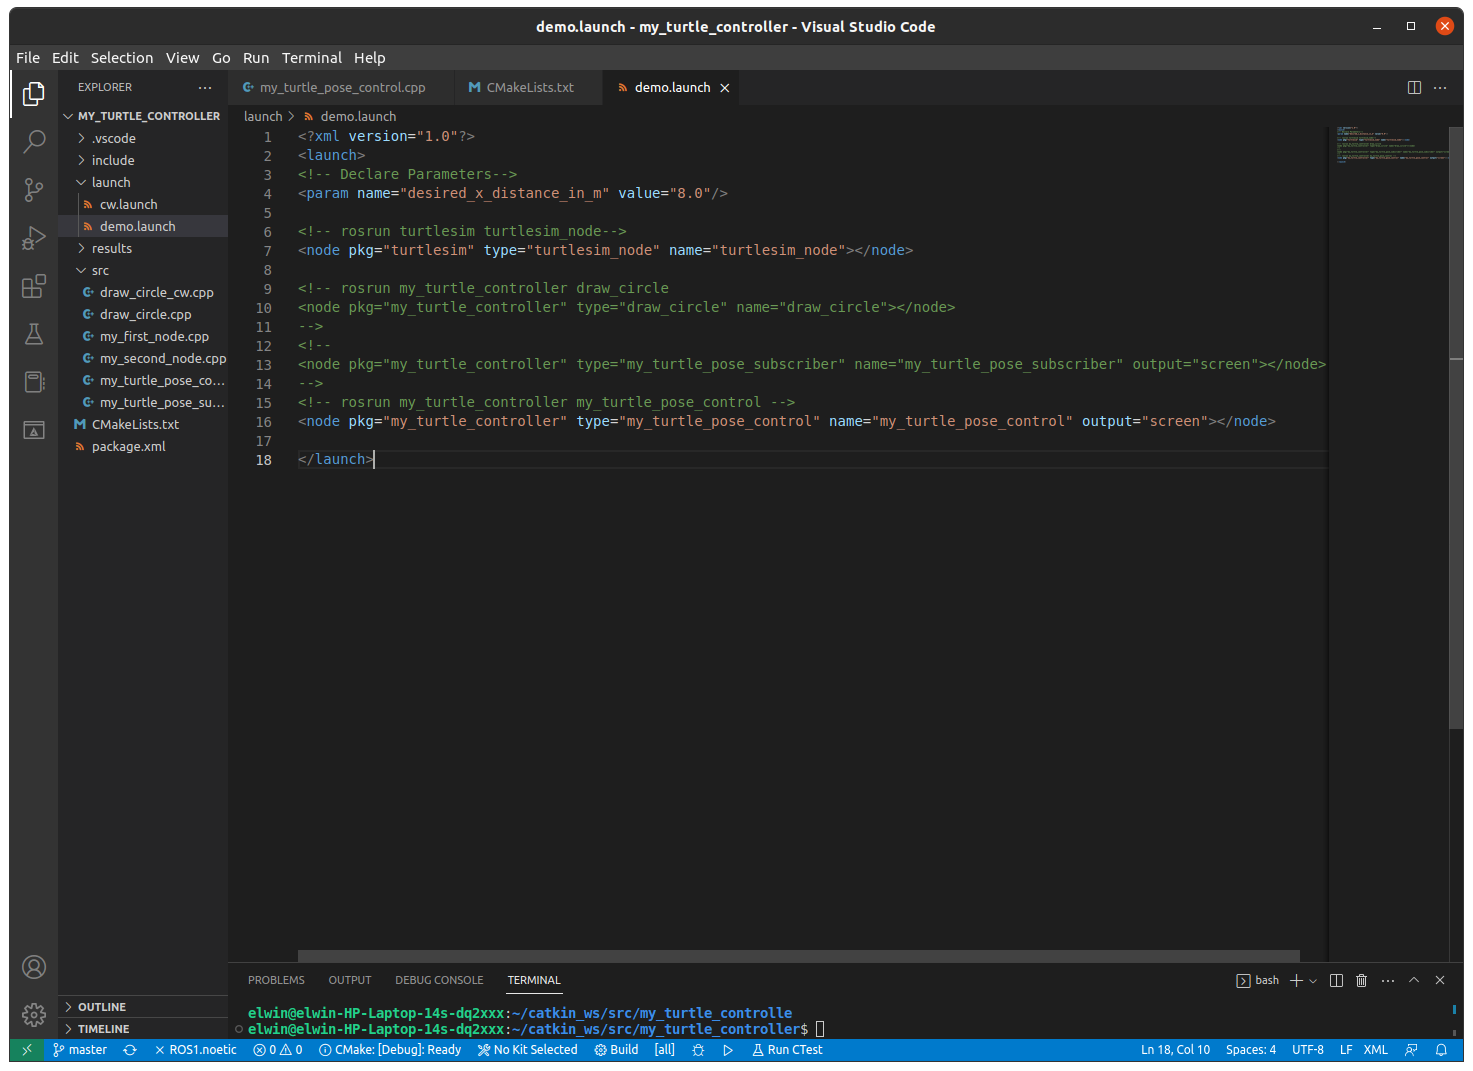 demo.launch - my_turtle_controller - Visual Studio Code
File Edit Selection View Go Run Terminal Help
EXPLORER
MY_TURTLE_CONTROLLER
.vscode
include
launch
cw.launch
demo.launch
results
src
draw_circle_cw.cpp
draw_circle.cpp
my_first_node.cpp
my_second_node.cpp
my_turtle_pose_co...
my_turtle_pose_su...
CMakeLists.txt
package.xml
OUTLINE
TIMELINE
my_turtle_pose_control.cpp CMakeLists.txt demo.launch
launch > demo.launch
1 <?xml version="1.0"?>
2 <launch>
3 <!-- Declare Parameters-->
4 <param name="desired_x_distance_in_m" value="8.0"/>
5
6 <!-- rosrun turtlesim turtlesim_node-->
7 <node pkg="turtlesim" type="turtlesim_node" name="turtlesim_node"></node>
8
9 <!-- rosrun my_turtle_controller draw_circle
10 <node pkg="my_turtle_controller" type="draw_circle" name="draw_circle"></node>
11 -->
12 <!--
13 <node pkg="my_turtle_controller" type="my_turtle_pose_subscriber" name="my_turtle_pose_subscriber" output="screen"></node>
14 -->
15 <!-- rosrun my_turtle_controller my_turtle_pose_control -->
16 <node pkg="my_turtle_controller" type="my_turtle_pose_control" name="my_turtle_pose_control" output="screen"></node>
17
18 </launch>
PROBLEMS OUTPUT DEBUG CONSOLE TERMINAL bash
elwin@elwin-HP-Laptop-14s-dq2xxx:~/catkin_ws/src/my_turtle_controlle
elwin@elwin-HP-Laptop-14s-dq2xxx:~/catkin_ws/src/my_turtle_controller$
master ROS1.noetic 0 0 CMake: [Debug]: Ready No Kit Selected Build [all] Run CTest Ln 18, Col 10 Spaces: 4 UTF-8 LF XML